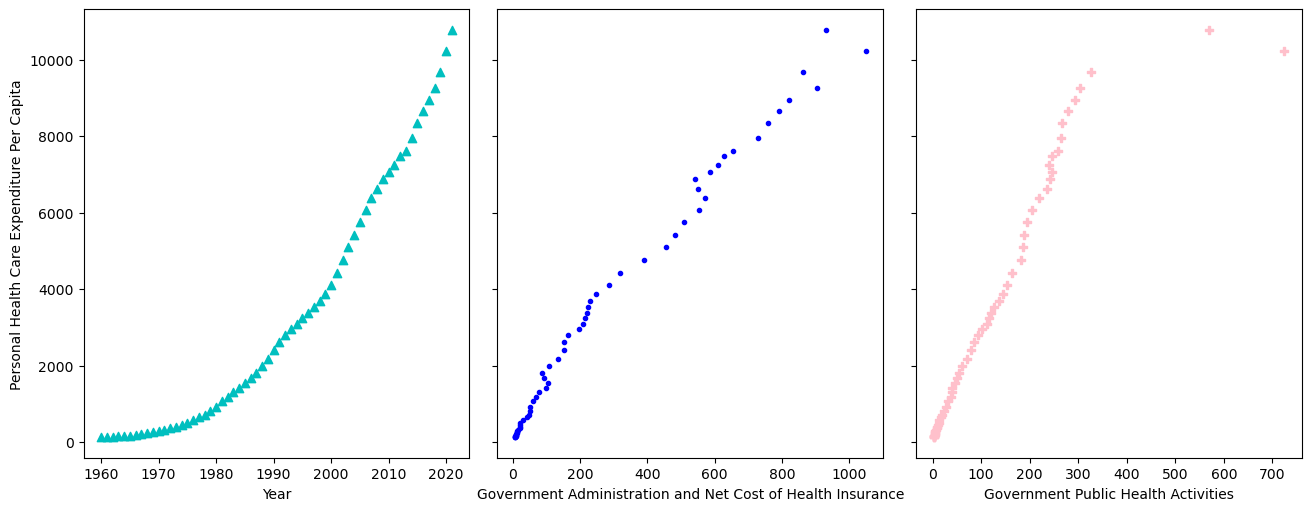 Personal Health Care Expenditure Per Capita
10000
8000
6000
4000
2000
0
1960 1970 1980 1990 2000 2010 2020
Year
0 200 400 600 800 1000
Government Administration and Net Cost of Health Insurance
0 100 200 300 400 500 600 700
Government Public Health Activities